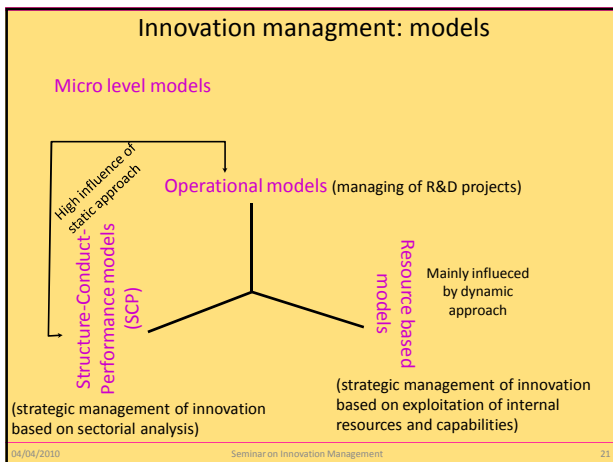 Innovation managment: models
Micro level models
High influence of
static approach
Operational models (managing of R&D projects)
Structure-Conduct-
Performance models
(SCP)
Resource based
models
Mainly influeced
by dynamic
approach
(strategic management of innovation
based on sectorial analysis)
(strategic management of innovation
based on exploitation of internal
resources and capabilities)
04/04/2010
Seminar on Innovation Management
21